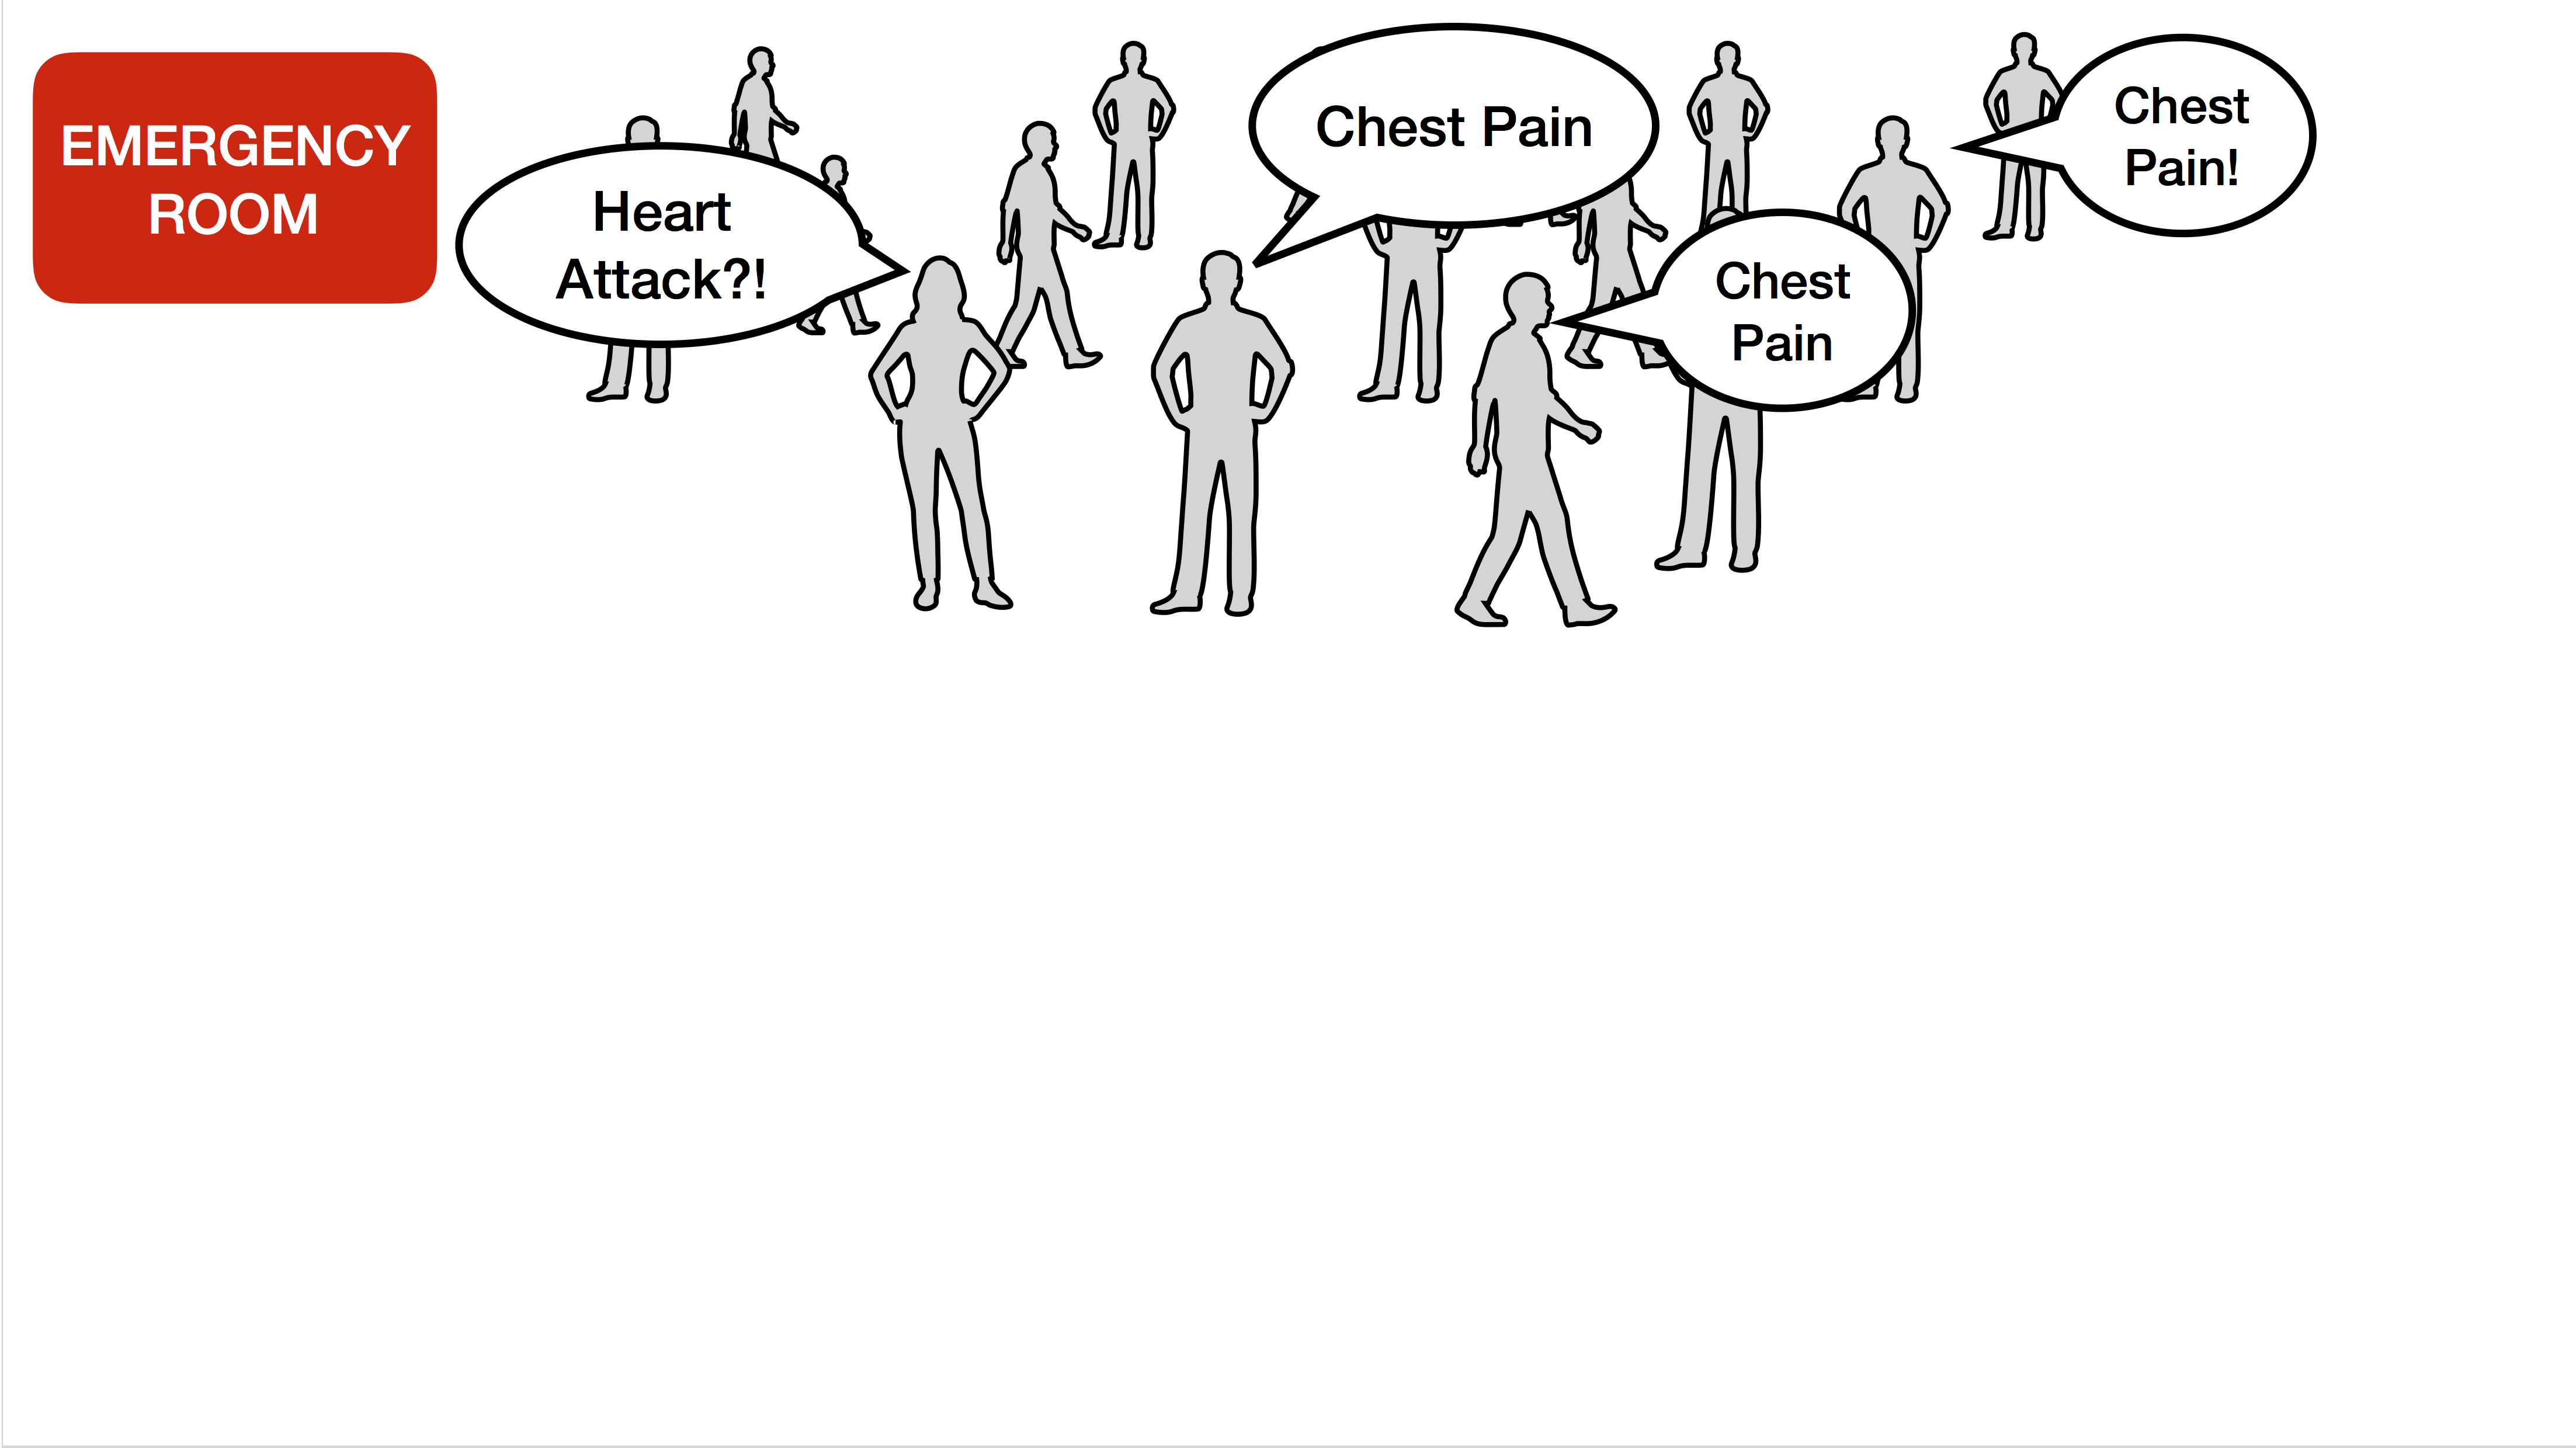 EMERGENCY
ROOM
Heart
Attack?!
Chest Pain
Chest
Pain
Chest
Pain!